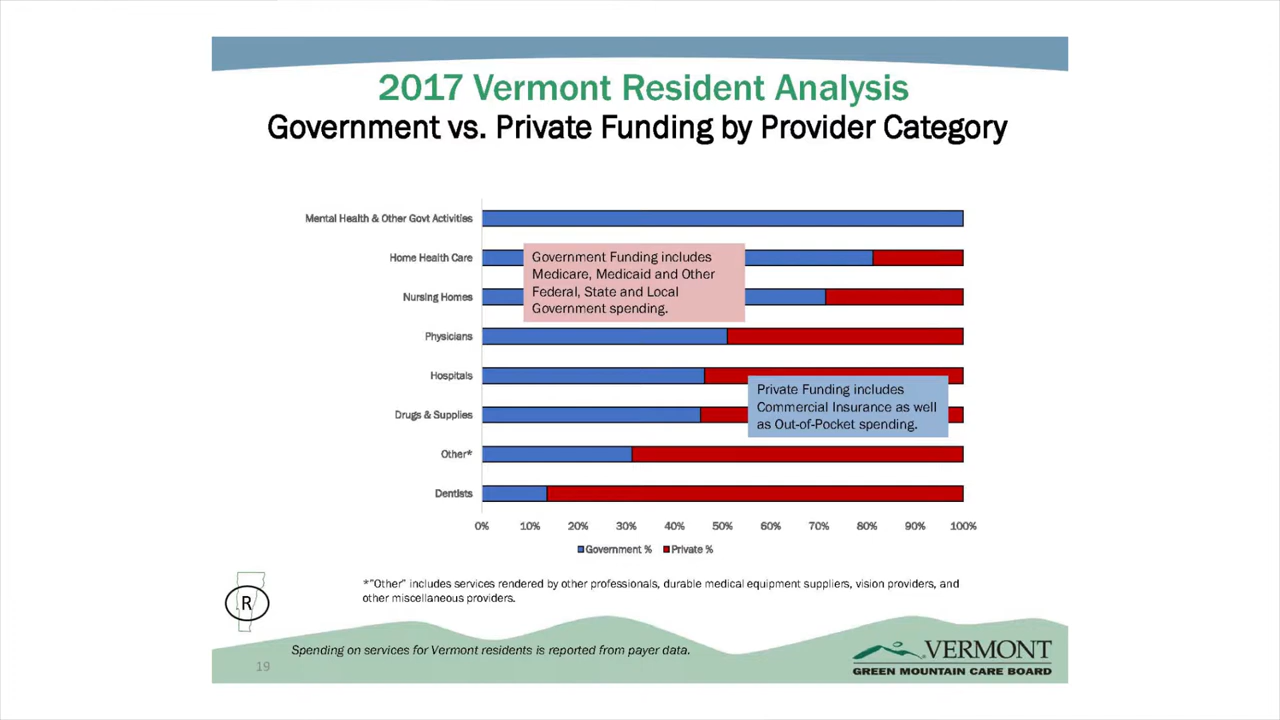 2017 Vermont Resident Analysis
Government vs. Private Funding by Provider Category
Mental Health & Other Govt Activities
Home Health Care
Nursing Homes
Physicians
Hospitals
Drugs & Supplies
Other*
Dentists
Government Funding includes
Medicare, Medicaid and Other
Federal, State and Local
Government spending.
Private Funding includes
Commercial Insurance as well
as Out-of-Pocket spending.
0% 10% 20% 30% 40% 50% 60% 70% 80% 90% 100%
Government % Private %
*"Other" includes services rendered by other professionals, durable medical equipment suppliers, vision providers, and
other miscellaneous providers.
R
Spending on services for Vermont residents is reported from payer data.
19
VERMONT
GREEN MOUNTAIN CARE BOARD